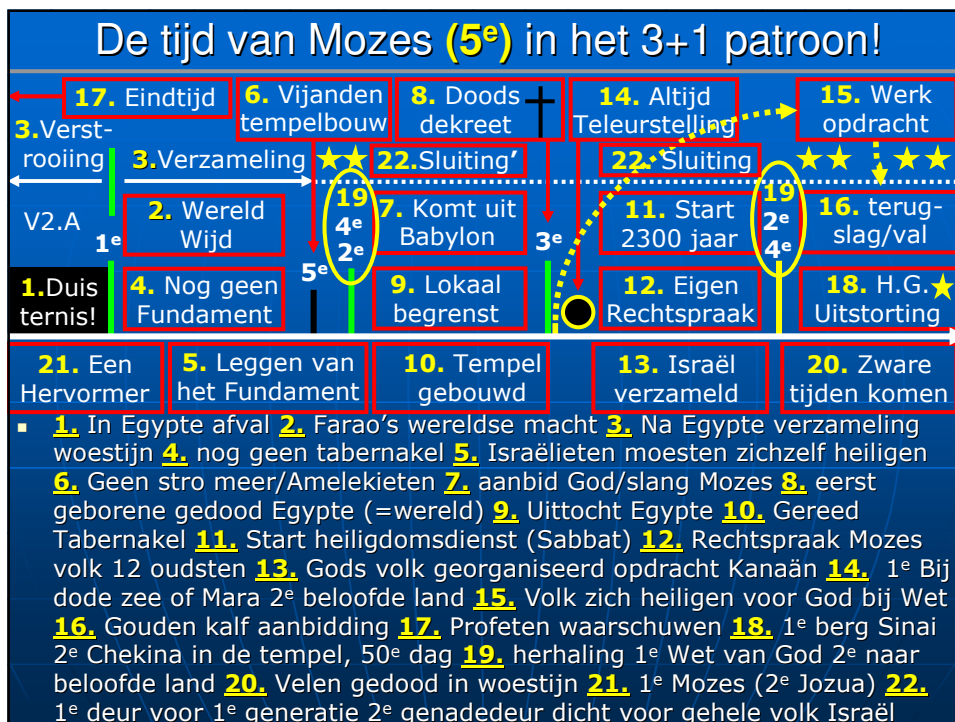 De tijd van Mozes (5e) in het 3+1 patroon!
17. Eindtijd
6. Vijanden
tempelbouw
8. Doods
dekreet
14. Altijd
Teleurstelling
15. Werk
opdracht
3.Verst-
rooiing
3.Verzameling
22.Sluiting’
22. Sluiting
V2.A
1e
2. Wereld
Wijd
5e
19
4e
2e
7. Komt uit
Babylon
3e
11. Start
2300 jaar
19
2e
4e
16. terug-
slag/val
1.Duis
ternis!
4. Nog geen
Fundament
9. Lokaal
begrenst
12. Eigen
Rechtspraak
18. H.G.
Uitstorting
21. Een
Hervormer
5. Leggen van
het Fundament
10. Tempel
gebouwd
13. Israël
verzameld
20. Zware
tijden komen
1. In Egypte afval 2. Farao’s wereldse macht 3. Na Egypte verzameling
woestijn 4. nog geen tabernakel 5. Israëlieten moesten zichzelf heiligen
6. Geen stro meer/Amelekieten 7. aanbid God/slang Mozes 8. eerst
geborene gedood Egypte (=wereld) 9. Uittocht Egypte 10. Gereed
Tabernakel 11. Start heiligdomsdienst (Sabbat) 12. Rechtspraak Mozes
volk 12 oudsten 13. Gods volk georganiseerd opdracht Kanaän 14. 1e Bij
dode zee of Mara 2e beloofde land 15. Volk zich heiligen voor God bij Wet
16. Gouden kalf aanbidding 17. Profeten waarschuwen 18. 1e berg Sinai
2e Chekina in de tempel, 50e dag 19. herhaling 1e Wet van God 2e naar
beloofde land 20. Velen gedood in woestijn 21. 1e Mozes (2e Jozua) 22.
1e deur voor 1e generatie 2e genadedeur dicht voor gehele volk Israël